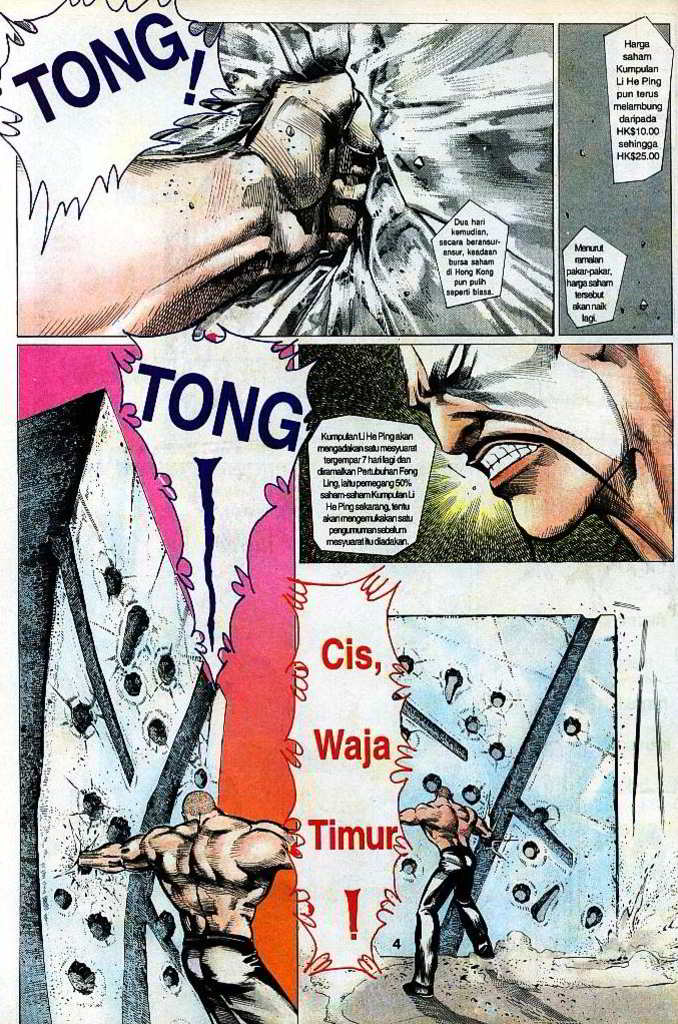 TONG!
Dua hari
kemudian,
secara beransur-
ansur, keadaan
bursa saham
di Hong Kong
pun pulih
seperti biasa.
Harga
saham
Kumpulan
Li He Ping
pun terus
melambung
daripada
HK$10.00
sehingga
HK$25.00
Menurut
ramalan
pakar-pakar,
harga saham
tersebut
akan naik
lagi.
TONG
!
Kumpulan Li He Ping akan
mengadakan satu mesyuarat
tergempar 7 hari lagi dan
diramalkan Pertubuhan Feng
Ling, iaitu pemegang 50%
saham-saham Kumpulan Li
He Ping sekarang, tentu
akan mengemukakan satu
pengumuman sebelum
mesyuarat itu diadakan.
Cis,
Waja
Timur
!
4